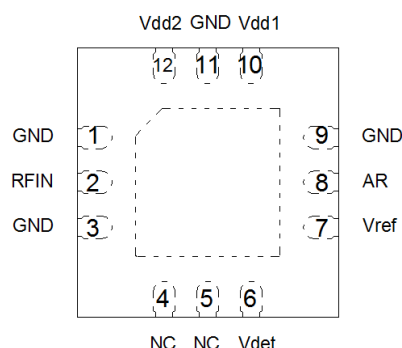 Vdd2 GND Vdd1
12 11 10
GND 1 9 GND
RFIN 2 8 AR
GND 3 7 Vref
4 5 6
NC NC Vdet